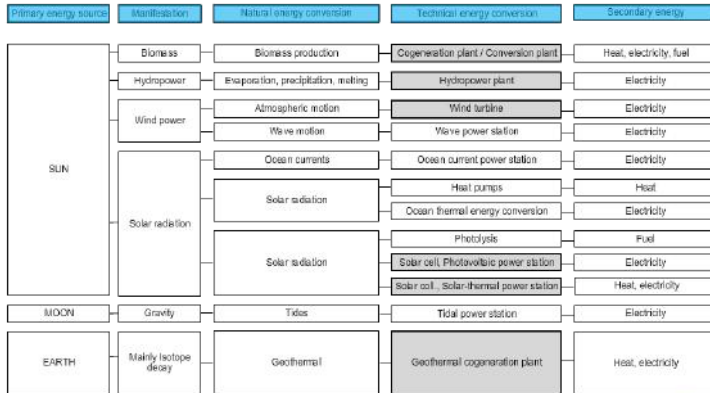 Primary energy source
Manifestation
Natural energy conversion
Technical energy conversion
Secondary energy
SUN
Biomass
Biomass production
Cogeneration plant / Conversion plant
Heat, electricity, fuel
Hydropower
Evaporation, precipitation, melting
Hydropower plant
Electricity
Wind power
Atmospheric motion
Wind turbine
Electricity
Wave motion
Wave power station
Electricity
Solar radiation
Ocean currents
Ocean current power station
Electricity
Solar radiation
Heat pumps
Heat
Ocean thermal energy conversion
Electricity
Solar radiation
Photolysis
Fuel
Solar cell, Photovoltaic power station
Electricity
Solar coll., Solar-thermal power station
Heat, electricity
MOON
Gravity
Tides
Tidal power station
Electricity
EARTH
Mainly Isotope
decay
Geothermal
Geothermal cogeneration plant
Heat, electricity